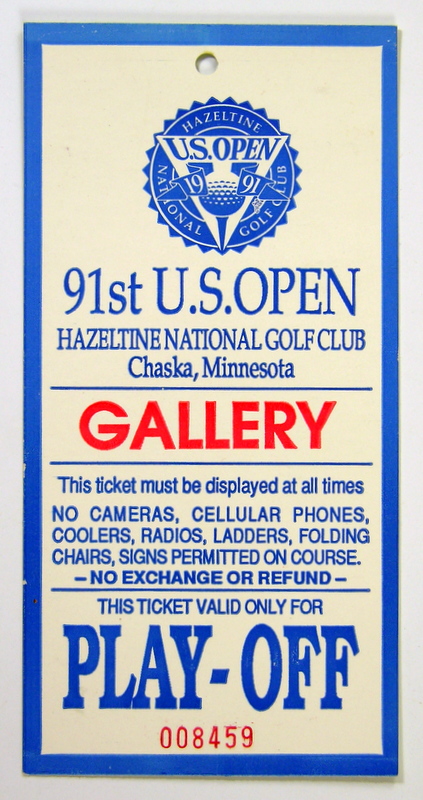 HAZELTINE
U.S.OPEN
1991
NATIONAL GOLF CLUB
91st U.S.OPEN
HAZELTINE NATIONAL GOLF CLUB
Chaska, Minnesota
GALLERY
This ticket must be displayed at all times
NO CAMERAS, CELLULAR PHONES,
COOLERS, RADIOS, LADDERS, FOLDING
CHAIRS, SIGNS PERMITTED ON COURSE.
– NO EXCHANGE OR REFUND –
THIS TICKET VALID ONLY FOR
PLAY-OFF
008459